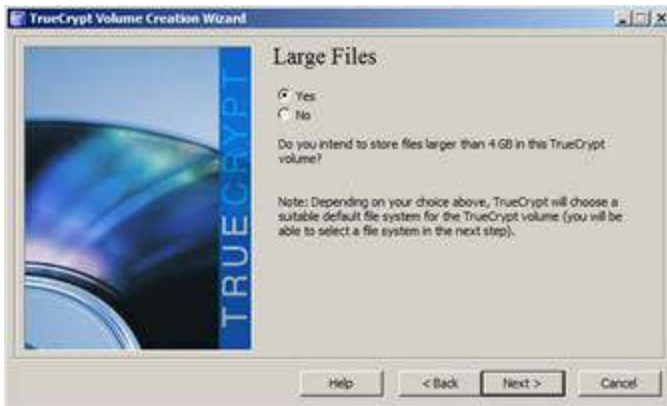 TrueCrypt Volume Creation Wizard
TRUECRYPT
Large Files
Yes
No
Do you intend to store files larger than 4 GB in this TrueCrypt
volume?
Note: Depending on your choice above, TrueCrypt will choose a
suitable default file system for the TrueCrypt volume (you will be
able to select a file system in the next step).
Help
< Back
Next >
Cancel